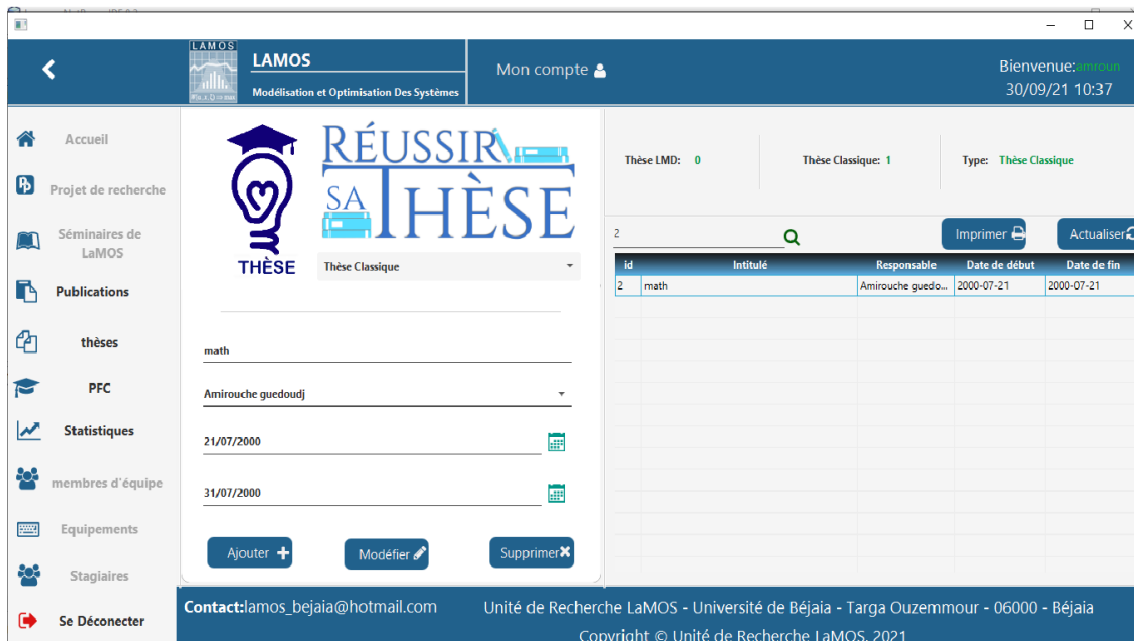 LAMOS
LAMOS
Modélisation et Optimisation Des Systèmes
Mon compte
Bienvenue:amroun
30/09/21 10:37
Accueil
Projet de recherche
Séminaires de
LaMOS
Publications
thèses
PFC
Statistiques
membres d'équipe
Equipements
Stagiaires
Se Déconecter
THÈSE
RÉUSSIR
SA THÈSE
Thèse Classique
math
Amirouche guedoudj
21/07/2000
31/07/2000
Ajouter
Modéfier
Supprimer
Thèse LMD: 0
Thèse Classique: 1
Type: Thèse Classique
2
Imprimer
Actualiser
id Intitulé Responsable Date de début Date de fin
2 math Amirouche guedo... 2000-07-21 2000-07-21
Contact:lamos_bejaia@hotmail.com
Unité de Recherche LaMOS - Université de Béjaia - Targa Ouzemmour - 06000 - Béjaia
Copyright © Unité de Recherche LaMOS, 2021